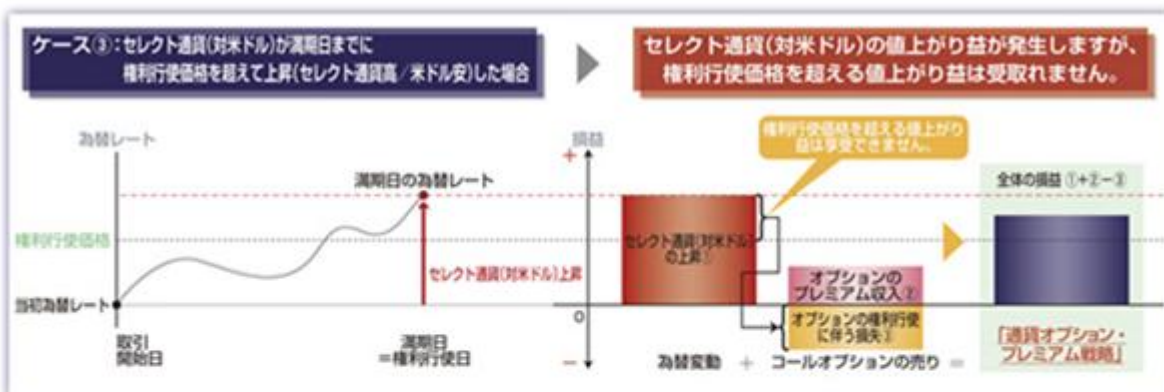 ケース③:セレクト通貨(対米ドル)が満期日までに
権利行使価格を超えて上昇(セレクト通貨高/米ドル安)した場合
セレクト通貨(対米ドル)の値上がり益が発生しますが、
権利行使価格を超える値上がり益は受取れません。
為替レート
満期日の為替レート
権利行使価格
セレクト通貨(対米ドル)上昇
当初為替レート
取引
開始日
満期日
=権利行使日
損益
+
0
−
権利行使価格を超える値上がり
益は享受できません。
セレクト通貨(対米ドル)
の上昇①
オプションの
プレミアム収入②
オプションの権利行使
に伴う損失③
為替変動 + コールオプションの売り =
全体の損益 ①+②−③
「通貨オプション・
プレミアム戦略」